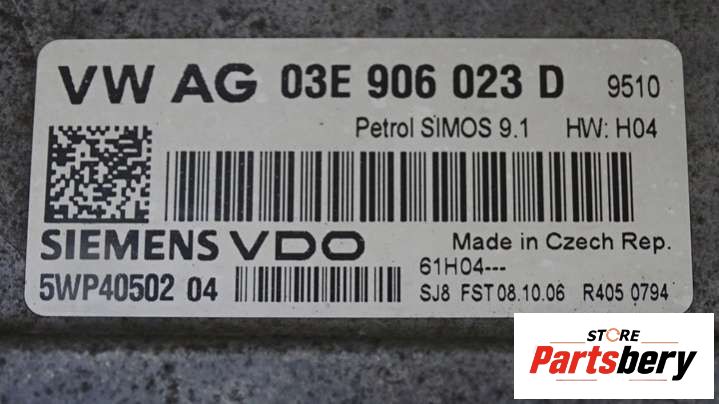 VW AG 03E 906 023 D 9510
Petrol SIMOS 9.1 HW: H04
SIEMENS VDO Made in Czech Rep.
5WP40502 04 61H04---
SJ8 FST 08.10.06 R405 0794
STORE
Partsbery